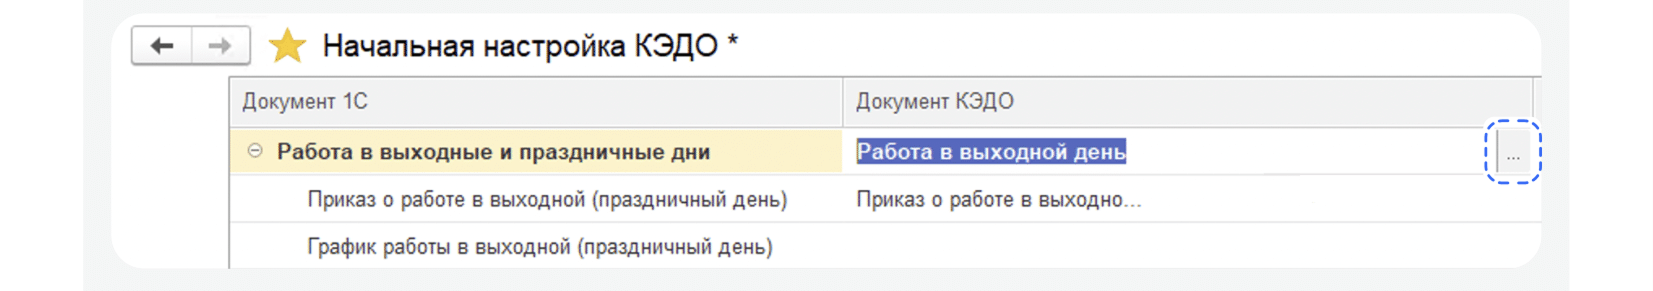 Начальная настройка КЭДО *
Документ 1С Документ КЭДО
Работа в выходные и праздничные дни Работа в выходной день ...
Приказ о работе в выходной (праздничный день) Приказ о работе в выходно...
График работы в выходной (праздничный день)